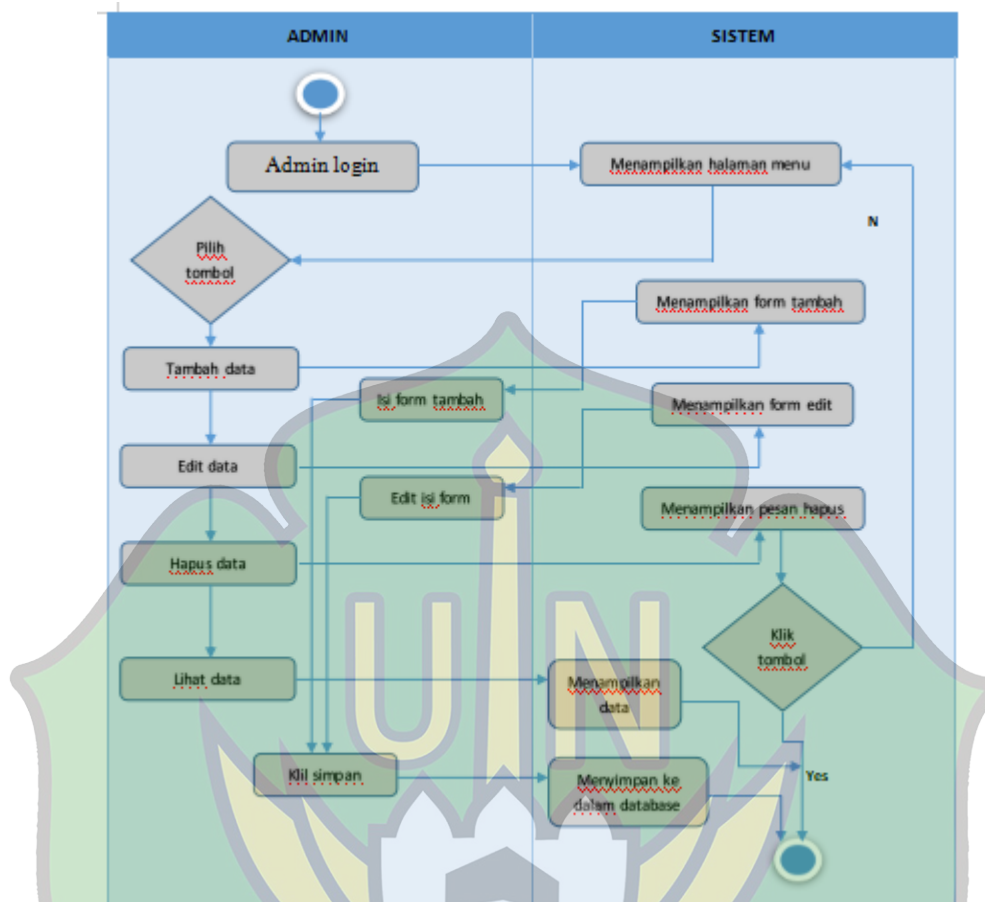 ADMIN
SISTEM
Admin login
Menampilkan halaman menu
N
Pilih
tombol
Menampilkan form tambah
Tambah data
Isi form tambah
Menampilkan form edit
Edit data
Edit isi form
Menampilkan pesan hapus
Hapus data
Klik
tombol
Lihat data
Menampilkan
data
Klil simpan
Menyimpan ke
dalam database
Yes
UIN